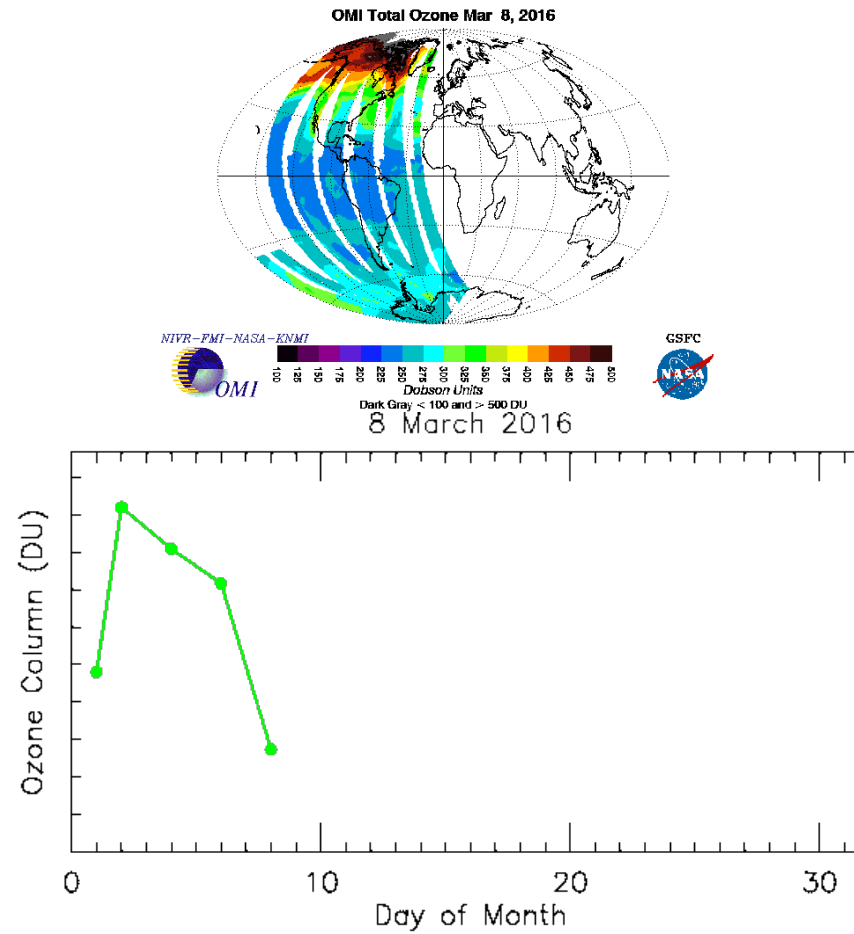 OMI Total Ozone Mar 8, 2016
NIVR-FMI-NASA-KNMI
GSFC
OMI
NASA
100 125 150 175 200 225 250 275 300 325 350 375 400 425 450 475 500
Dobson Units
Dark Gray < 100 and > 500 DU
8 March 2016
Ozone Column (DU)
0 10 20 30
Day of Month